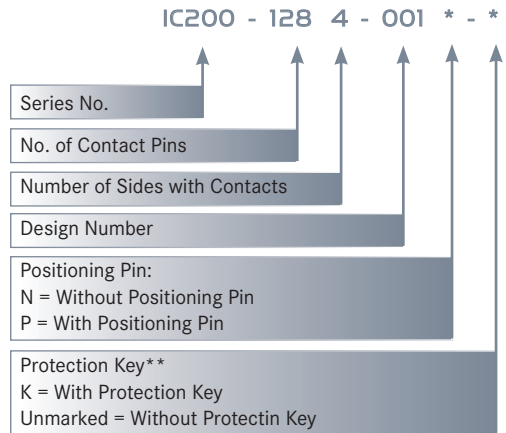 IC200 - 128 4 - 001 * - *
Series No.
No. of Contact Pins
Number of Sides with Contacts
Design Number
Positioning Pin:
N = Without Positioning Pin
P = With Positioning Pin
Protection Key**
K = With Protection Key
Unmarked = Without Protectin Key